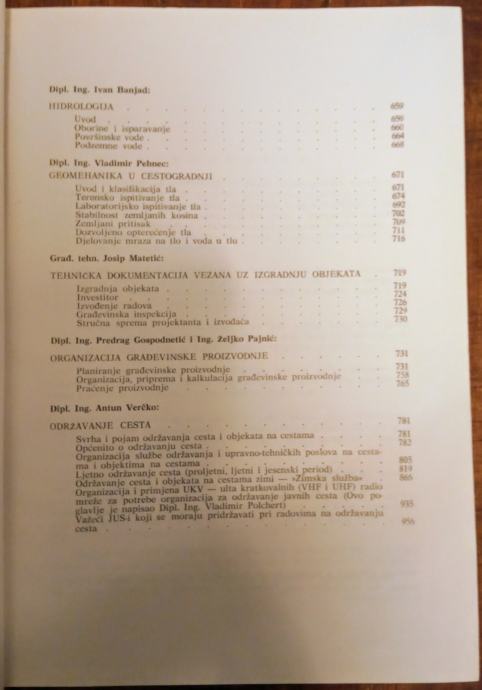 Dipl. Ing. Ivan Banjad:
HIDROLOGIJA . . . . . . . . . . . 659
Uvod . . . . . . . . . . . . 659
Oborine i isparavanje . . . . . . . . . 660
Površinske vode . . . . . . . . . . 664
Podzemne vode . . . . . . . . . . 668
Dipl. Ing. Vladimir Pehnec:
GEOMEHANIKA U CESTOGRADNJI . . . . . . . 671
Uvod i klasifikacija tla . . . . . . . . . 671
Terensko ispitivanje tla . . . . . . . . . 674
Laboratorijsko ispitivanje tla . . . . . . . . 692
Stabilnost zemljanih kosina . . . . . . . . 702
Zemljani pritisak . . . . . . . . . . 709
Dozvoljeno opterećenje tla . . . . . . . . 711
Djelovanje mraza na tlo i voda u tlu . . . . . . 716
Građ. tehn. Josip Matetić:
TEHNIČKA DOKUMENTACIJA VEZANA UZ IZGRADNJU OBJEKATA . 719
Izgradnja objekata . . . . . . . . . . 719
Investitor . . . . . . . . . . . 724
Izvođenje radova . . . . . . . . . . 726
Građevinska inspekcija . . . . . . . . . 729
Stručna sprema projektanta i izvođača . . . . . . 730
Dipl. Ing. Predrag Gospodnetić i Ing. Željko Pajnić:
ORGANIZACIJA GRAĐEVINSKE PROIZVODNJE . . . . . 731
Planiranje građevinske proizvodnje . . . . . . 731
Organizacija, priprema i kalkulacija građevinske proizvodnje . . 758
Praćenje proizvodnje . . . . . . . . . 765
Dipl. Ing. Antun Verčko:
ODRŽAVANJE CESTA . . . . . . . . . . 781
Svrha i pojam održavanja cesta i objekata na cestama . . . 781
Općenito o održavanju cesta . . . . . . . . 782
Organizacija službe održavanja i upravno-tehničkih poslova na cesta-
ma i objektima na cestama . . . . . . . . 805
Ljetno održavanje cesta (proljetni, ljetni i jesenski period) . . 819
Održavanje cesta i objekata na cestama zimi — »Zimska služba« 866
Organizacija i primjena UKV — ulta kratkuvalnih (VHF i UHF) radio
mreže za potrebe organizacija za održavanje javnih cesta (Ovo po-
glavlje je napisao Dipl. Ing. Vladimir Polchert) . . . . 935
Važeći JUS-i koji se moraju pridržavati pri radovima na održavanju
cesta . . . . . . . . . . . . 956